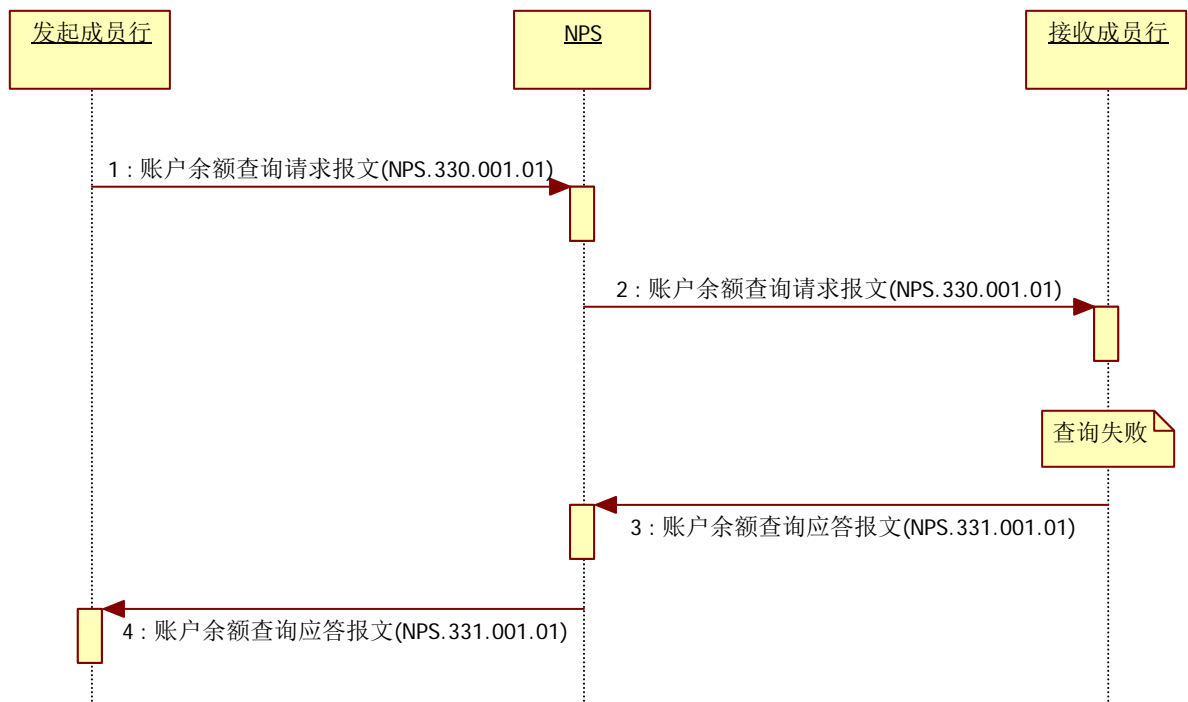 发起成员行
NPS
接收成员行
1 : 账户余额查询请求报文(NPS.330.001.01)
2 : 账户余额查询请求报文(NPS.330.001.01)
查询失败
3 : 账户余额查询应答报文(NPS.331.001.01)
4 : 账户余额查询应答报文(NPS.331.001.01)